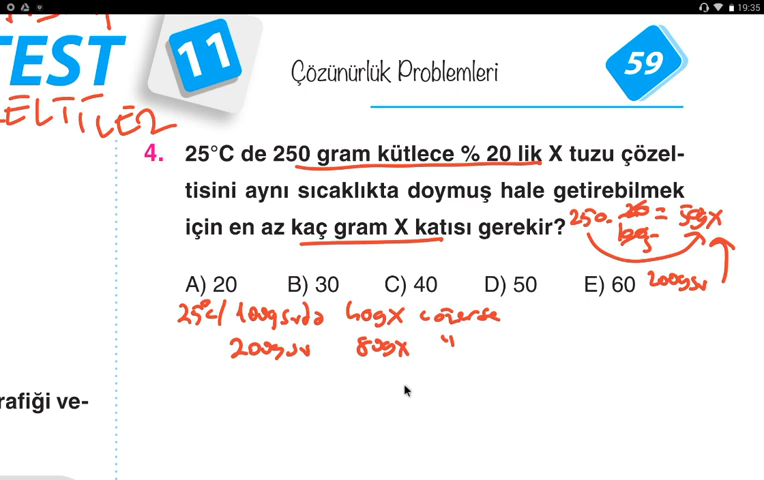 19:35
TEST
11
Çözünürlük Problemleri
59
ELTİLER
4. 25°C de 250 gram kütlece % 20 lik X tuzu çözel-
tisini aynı sıcaklıkta doymuş hale getirebilmek
için en az kaç gram X katısı gerekir?
250. 20/100 = 50gX
200gsu
A) 20 B) 30 C) 40 D) 50 E) 60
25°C/ 100gsuda 40gX çözerse
200gsu 80gX "
rafiği ve-